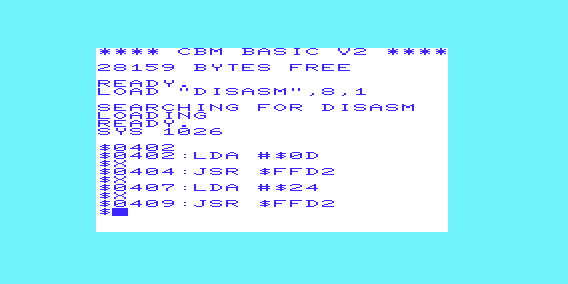 **** CBM BASIC V2 ****
28159 BYTES FREE
READY.
LOAD "DISASM",8,1
SEARCHING FOR DISASM
LOADING
READY.
SYS 1026
$0402
$0402:LDA #$0D
$X
$0404:JSR $FFD2
$X
$0407:LDA #$24
$X
$0409:JSR $FFD2
$